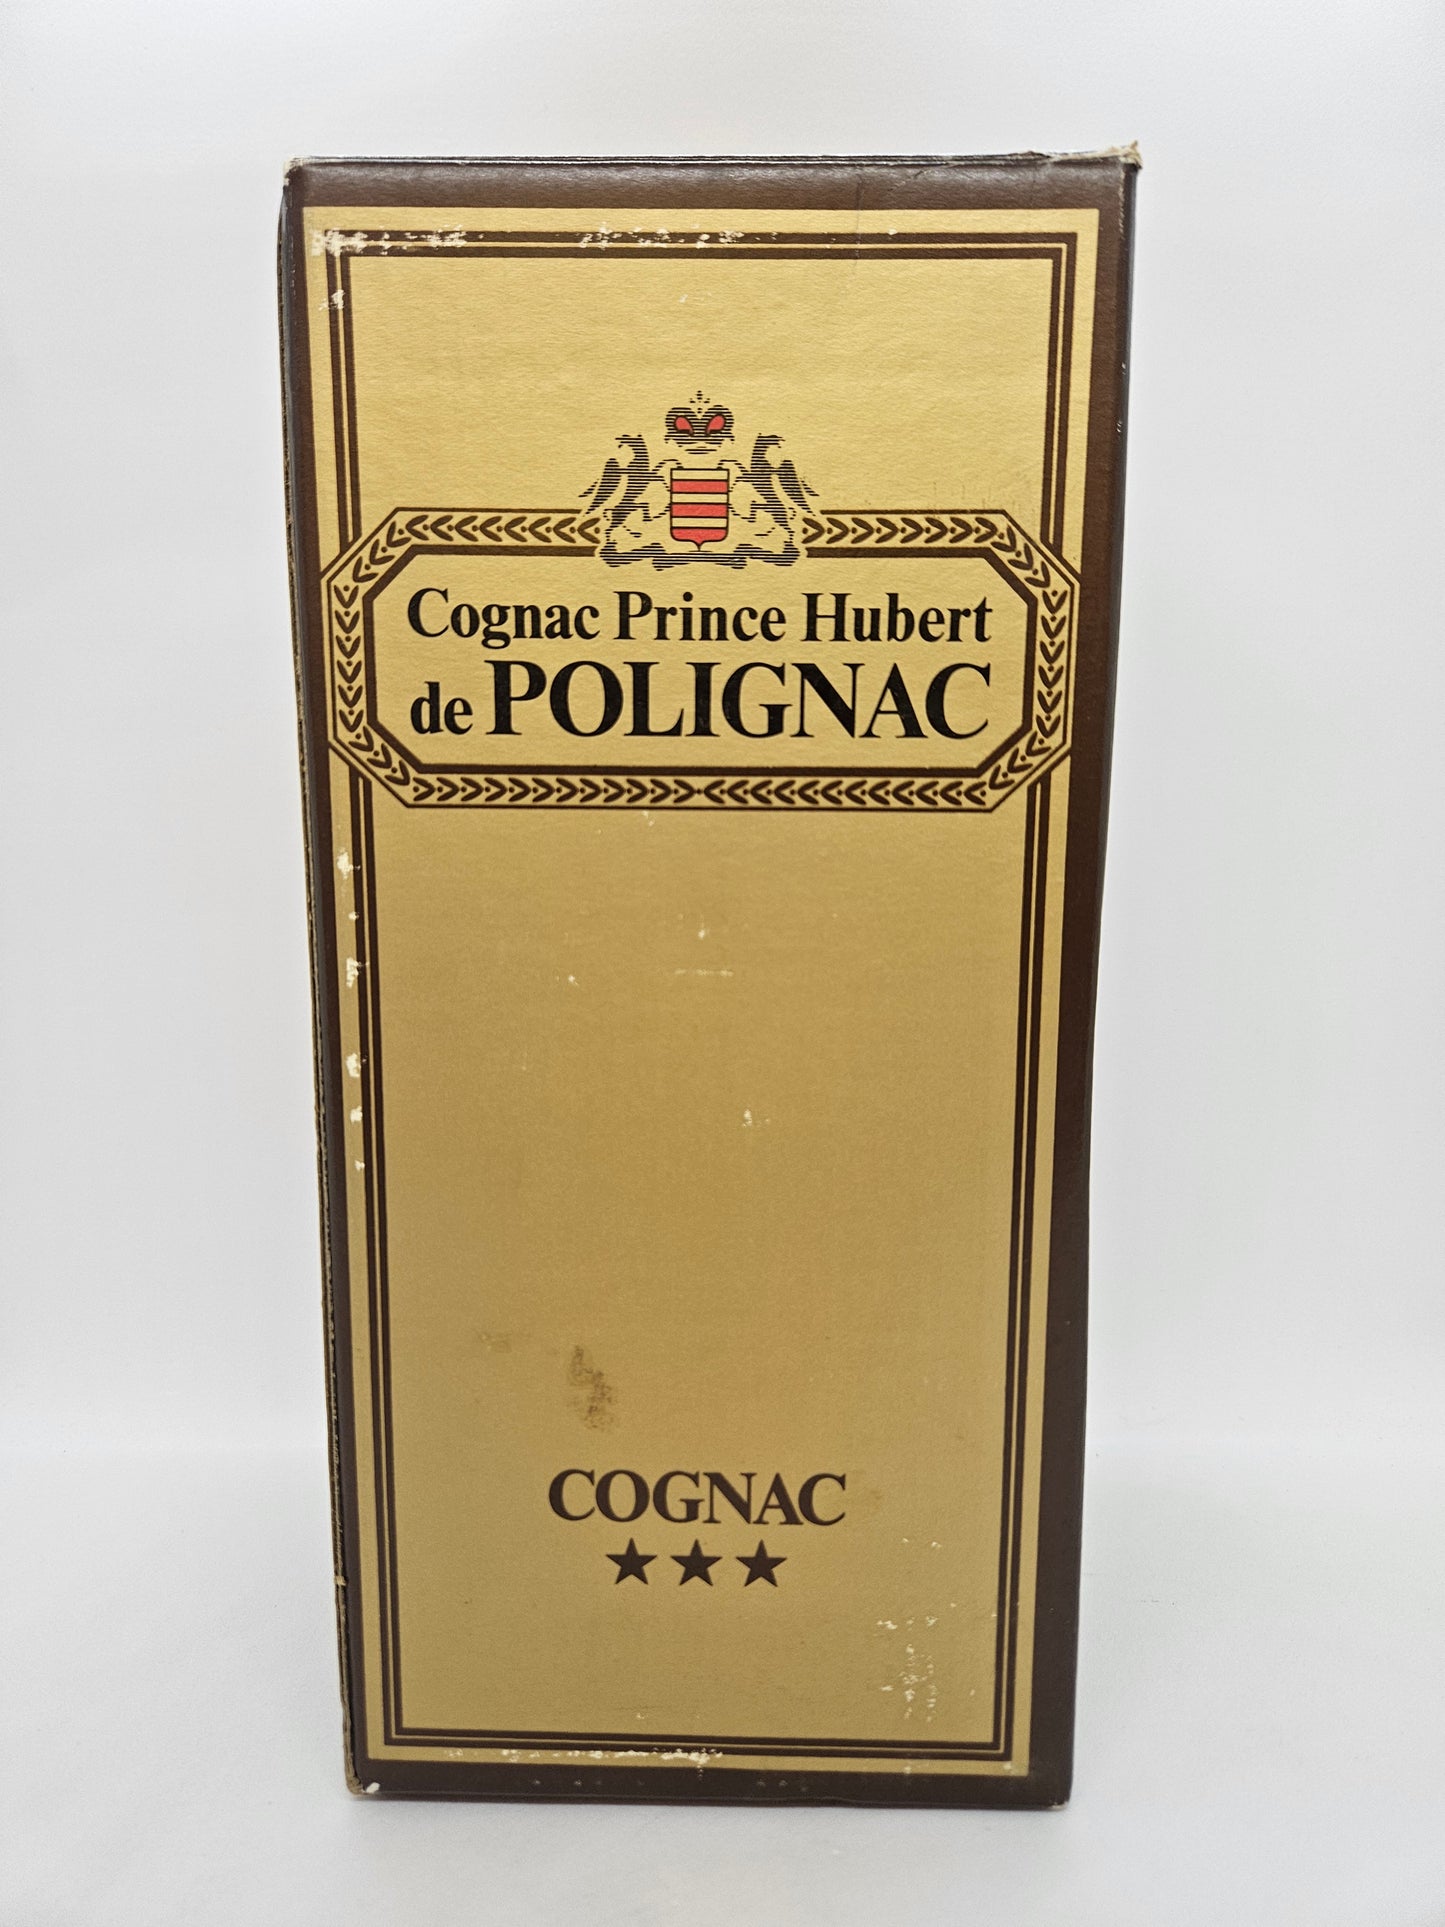 Cognac Prince Hubert
de POLIGNAC
COGNAC
★★★